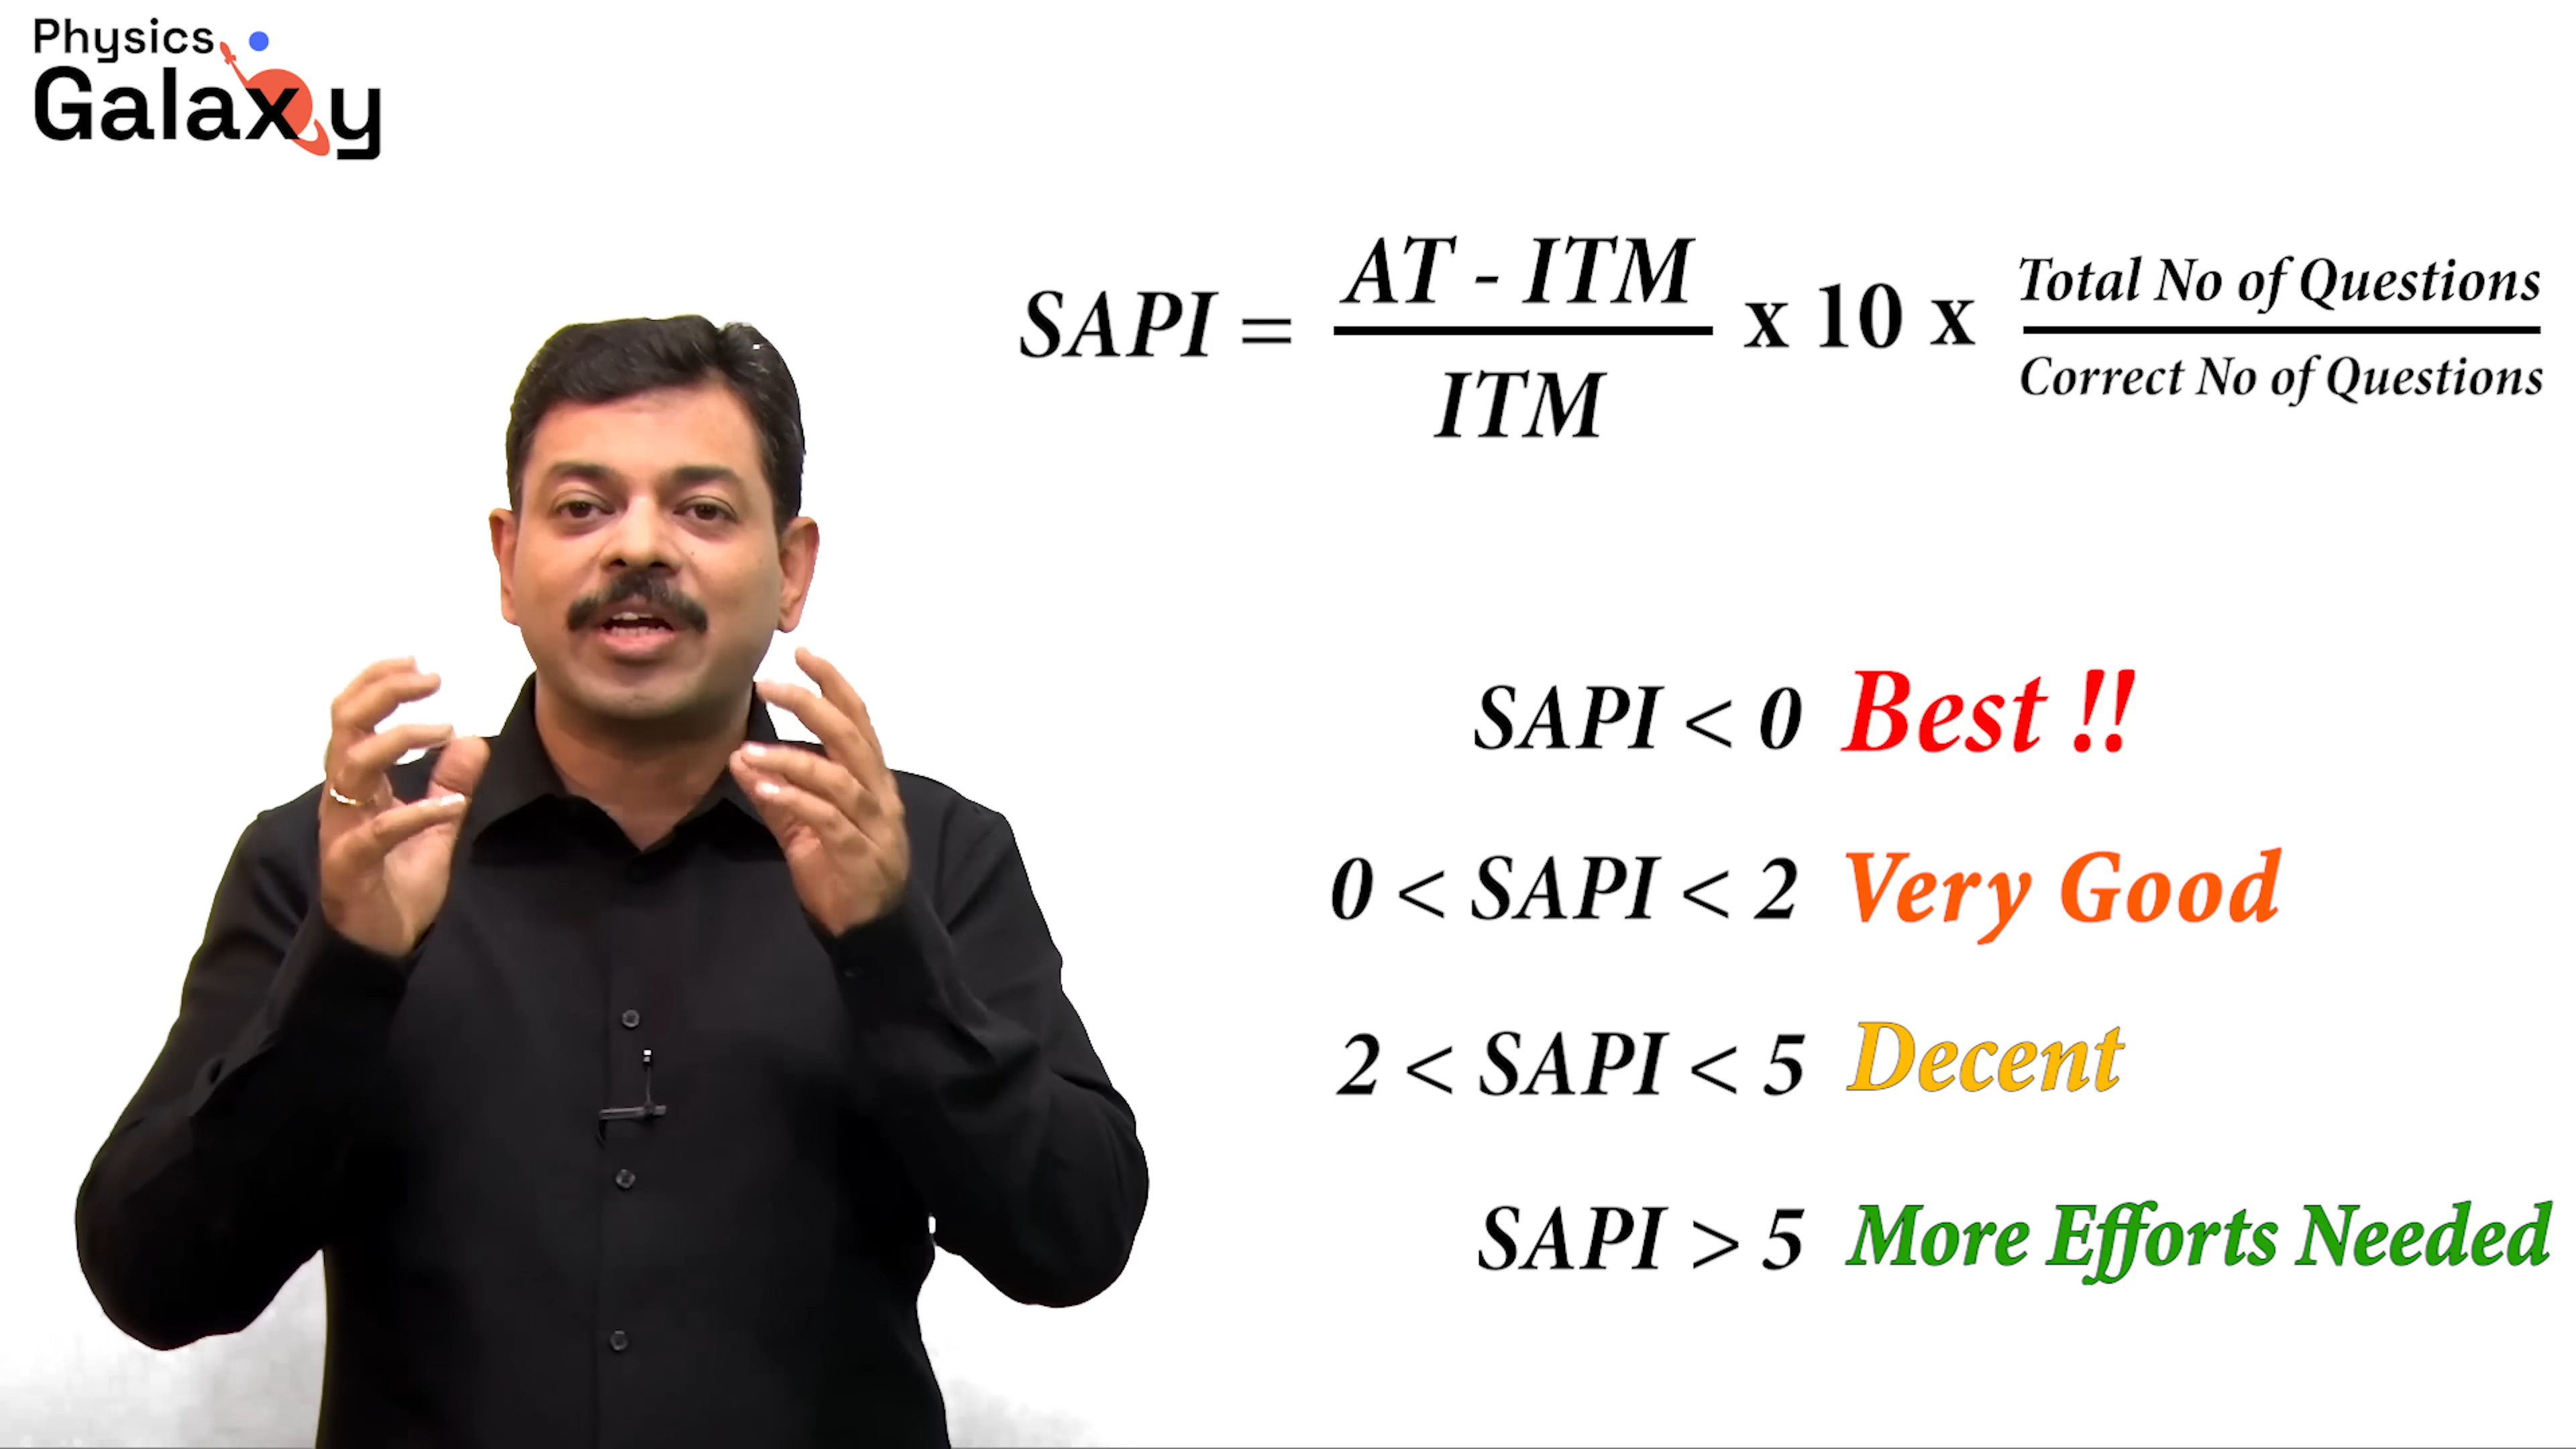 Physics
Galaxy
SAPI = AT - ITM / ITM x 10 x Total No of Questions / Correct No of Questions
SAPI < 0 Best !!
0 < SAPI < 2 Very Good
2 < SAPI < 5 Decent
SAPI > 5 More Efforts Needed